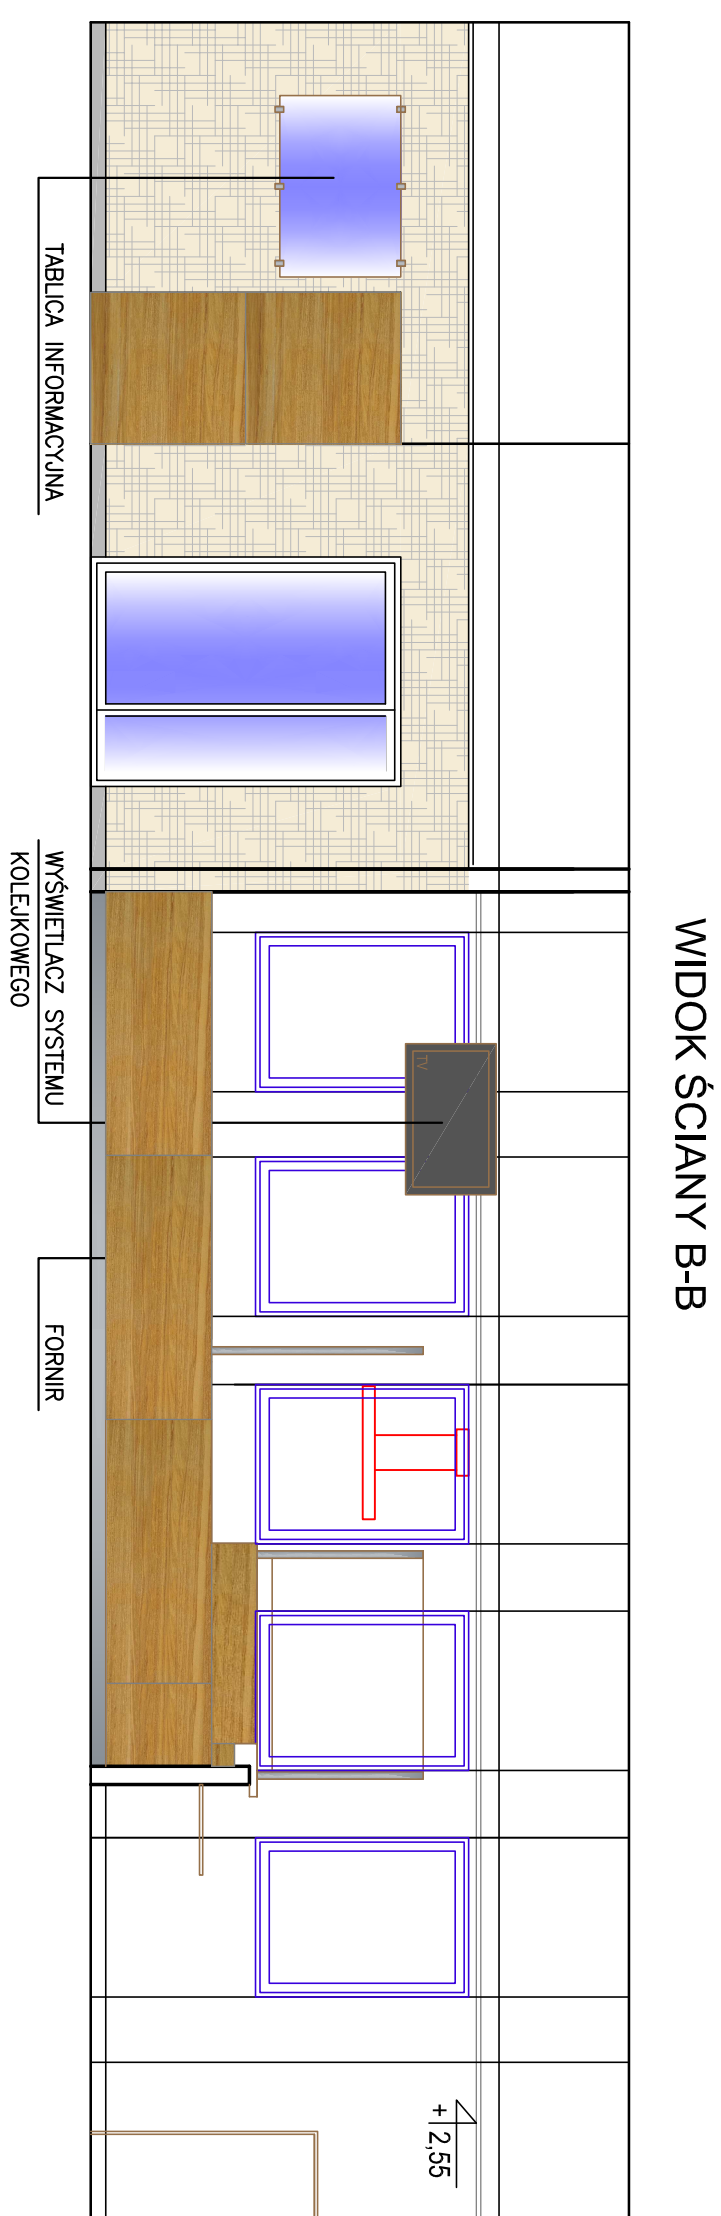 WIDOK ŚCIANY B-B
+ 2,55
TV
TABLICA INFORMACYJNA
WYŚWIETLACZ SYSTEMU
KOLEJKOWEGO
FORNIR